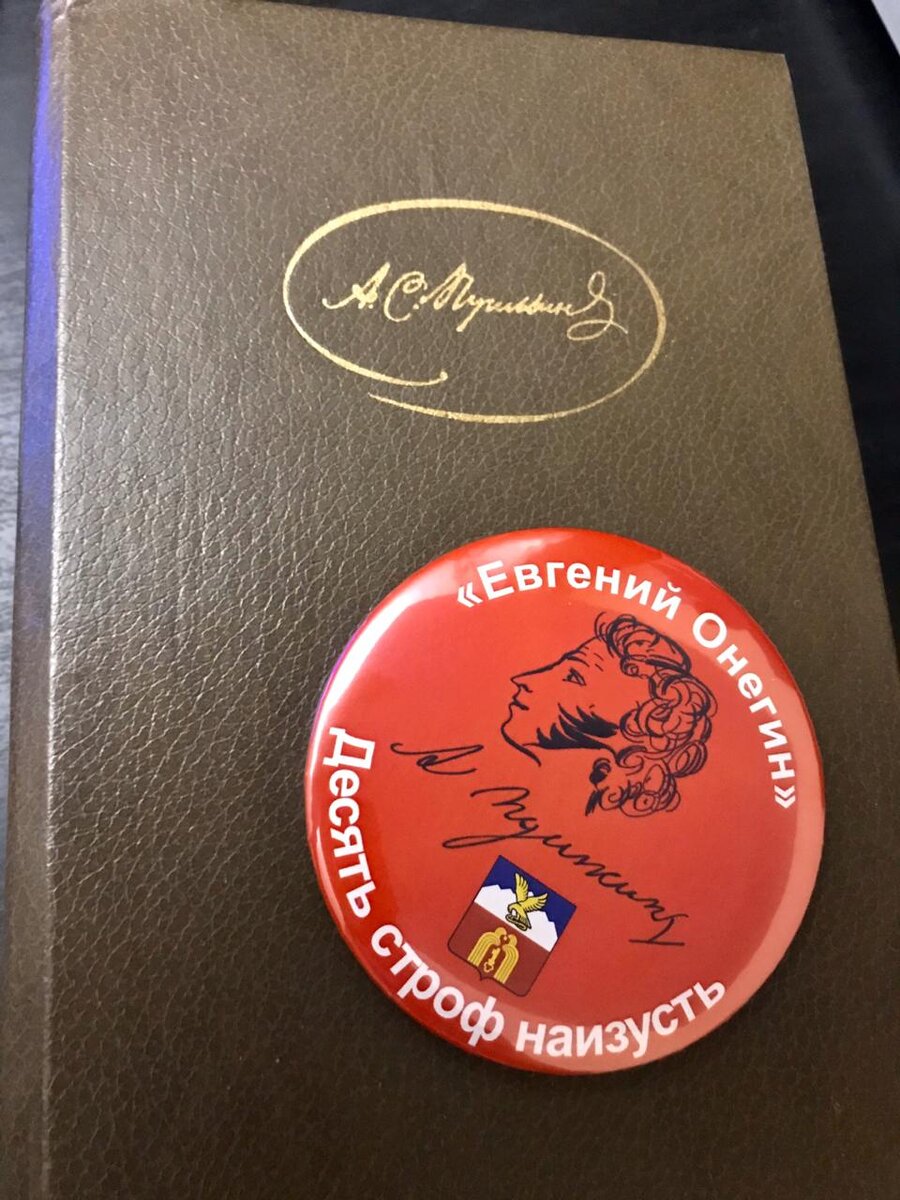 А. С. Пушкин
«Евгений Онегин»
А Пушкин
Десять строф наизусть